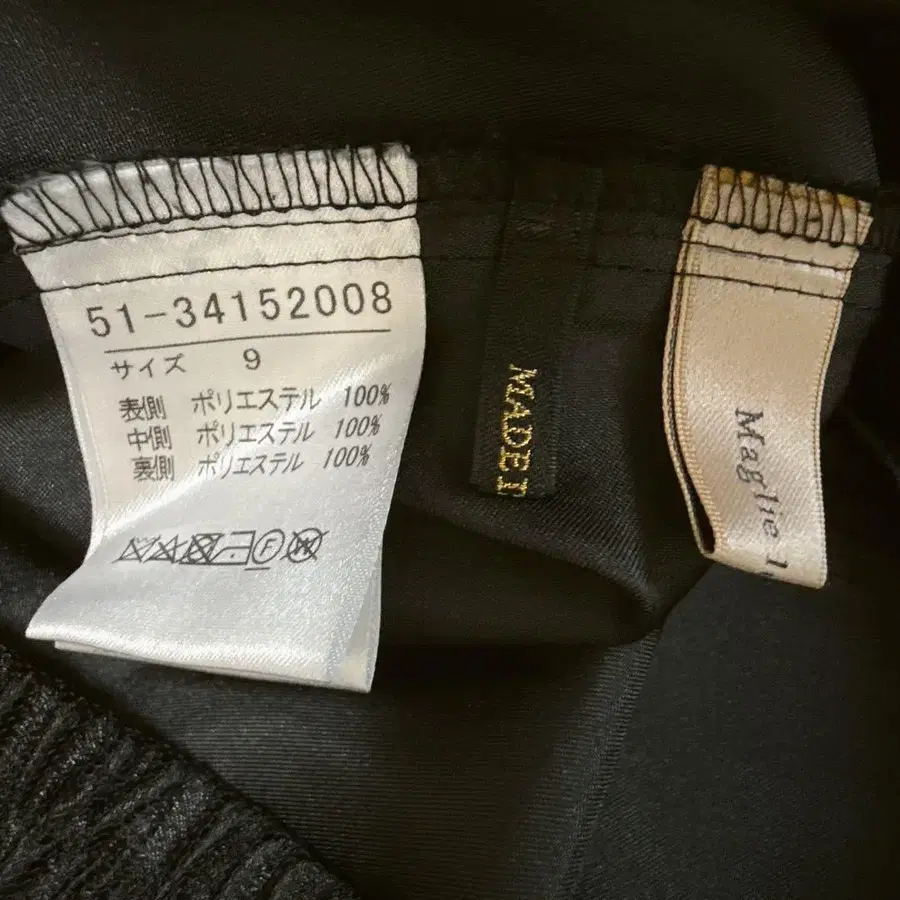 51-34152008
サイズ 9
表側 ポリエステル 100%
中側 ポリエステル 100%
裏側 ポリエステル 100%
MADE
Maglie